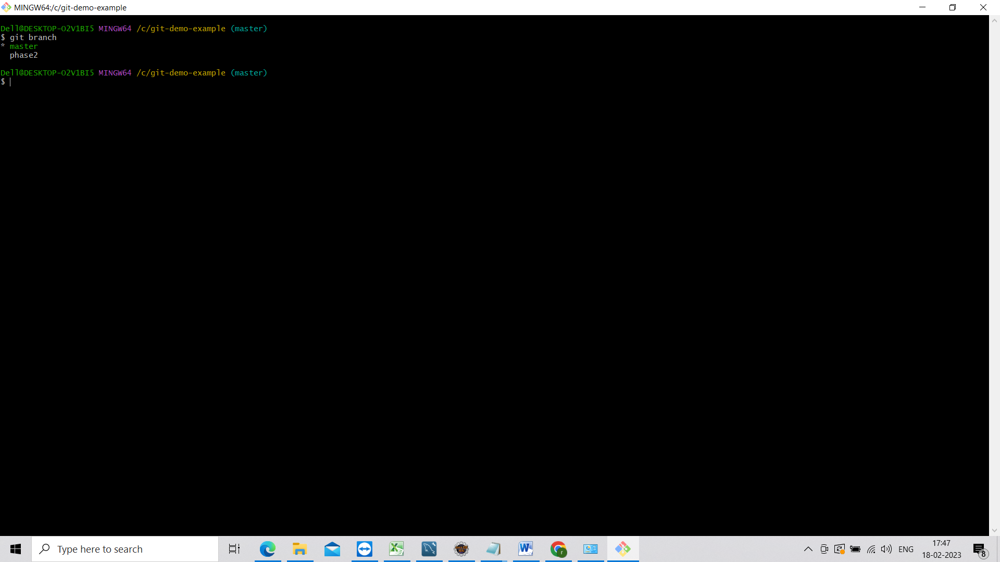 MINGW64:/c/git-demo-example
Dell@DESKTOP-O2V1BI5 MINGW64 /c/git-demo-example (master)
$ git branch
* master
  phase2
Dell@DESKTOP-O2V1BI5 MINGW64 /c/git-demo-example (master)
$
Type here to search
ENG
17:47
18-02-2023
8